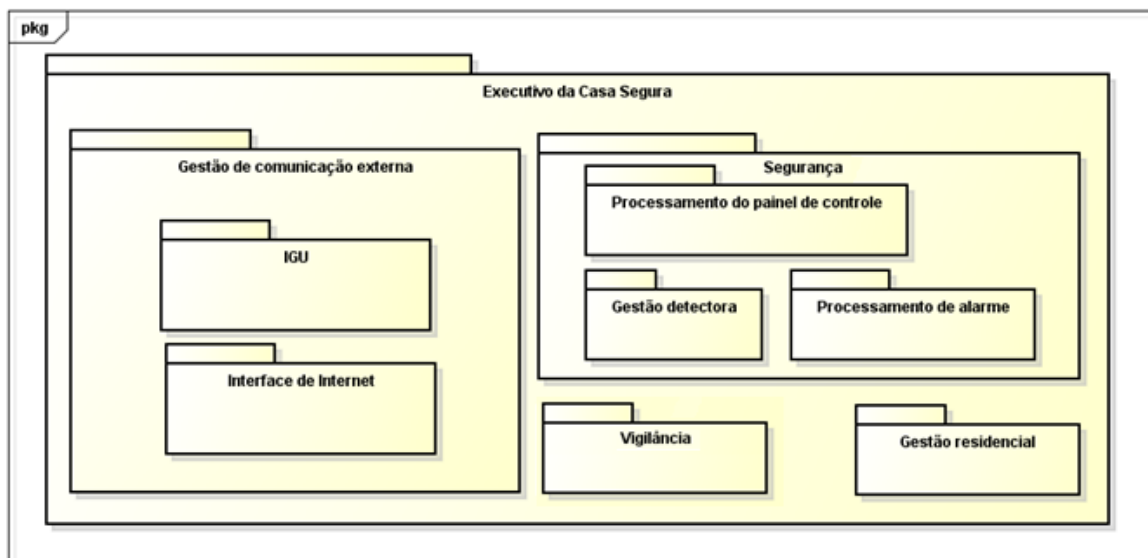 pkg
Executivo da Casa Segura
Gestão de comunicação externa
IGU
Interface de Internet
Segurança
Processamento do painel de controle
Gestão detectora
Processamento de alarme
Vigilância
Gestão residencial